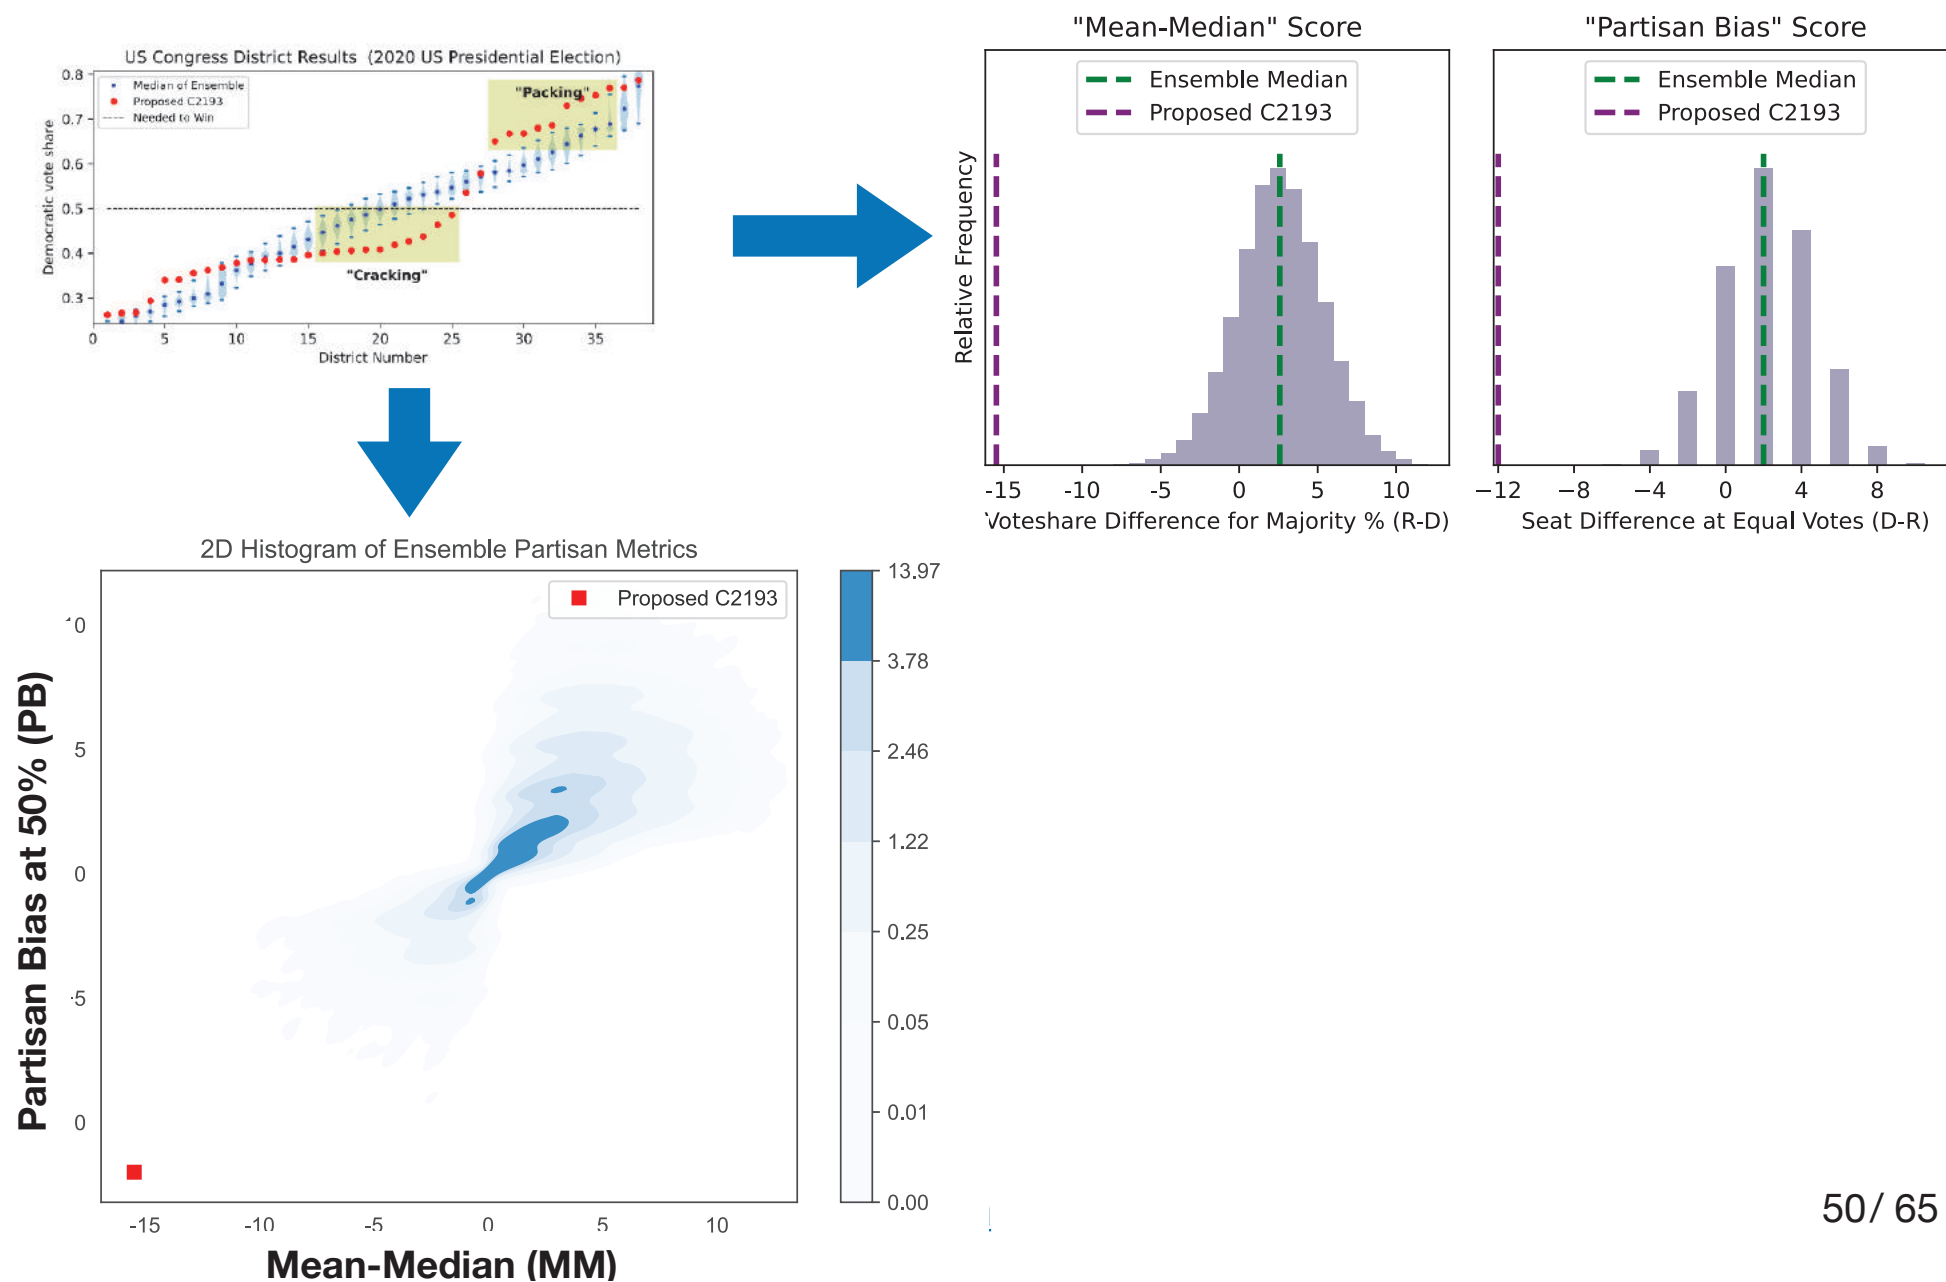 US Congress District Results (2020 US Presidential Election)
Median of Ensemble
Proposed C2193
Needed to Win
"Packing"
"Cracking"
Democratic vote share
0.8
0.7
0.6
0.5
0.4
0.3
0 5 10 15 20 25 30 35
District Number
"Mean-Median" Score
Ensemble Median
Proposed C2193
Relative Frequency
-15 -10 -5 0 5 10
Voteshare Difference for Majority % (R-D)
"Partisan Bias" Score
Ensemble Median
Proposed C2193
−12 −8 −4 0 4 8
Seat Difference at Equal Votes (D-R)
2D Histogram of Ensemble Partisan Metrics
Proposed C2193
Partisan Bias at 50% (PB)
0
5
0
5
0
-15 -10 -5 0 5 10
Mean-Median (MM)
13.97
3.78
2.46
1.22
0.25
0.05
0.01
0.00
50/ 65